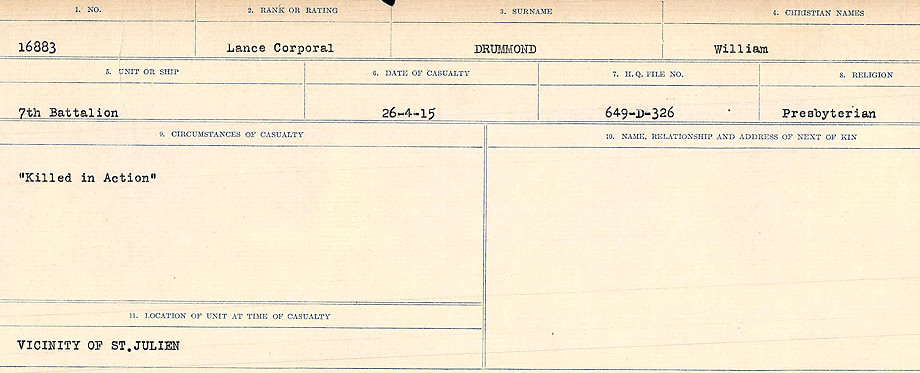 1. NO. 2. RANK OR RATING 3. SURNAME 4. CHRISTIAN NAMES
16883 Lance Corporal DRUMMOND William
5. UNIT OR SHIP 6. DATE OF CASUALTY 7. H.Q. FILE NO. 8. RELIGION
7th Battalion 26-4-15 649-D-326 Presbyterian
9. CIRCUMSTANCES OF CASUALTY 10. NAME, RELATIONSHIP AND ADDRESS OF NEXT OF KIN
"Killed in Action"
11. LOCATION OF UNIT AT TIME OF CASUALTY
VICINITY OF ST.JULIEN